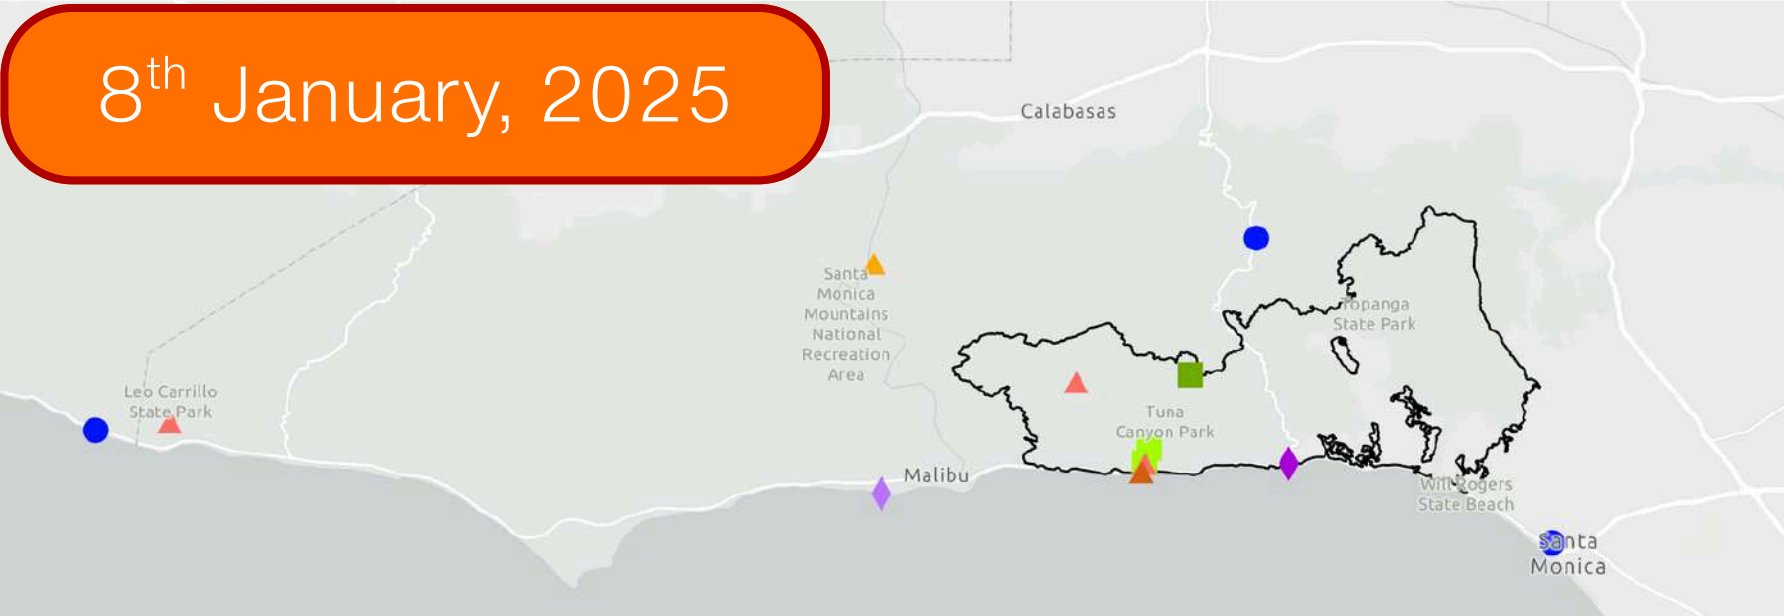 8th January, 2025
Calabasas
Santa
Monica
Mountains
National
Recreation
Area
Topanga
State Park
Leo Carrillo
State Park
Tuna
Canyon Park
Malibu
Will Rogers
State Beach
Santa
Monica